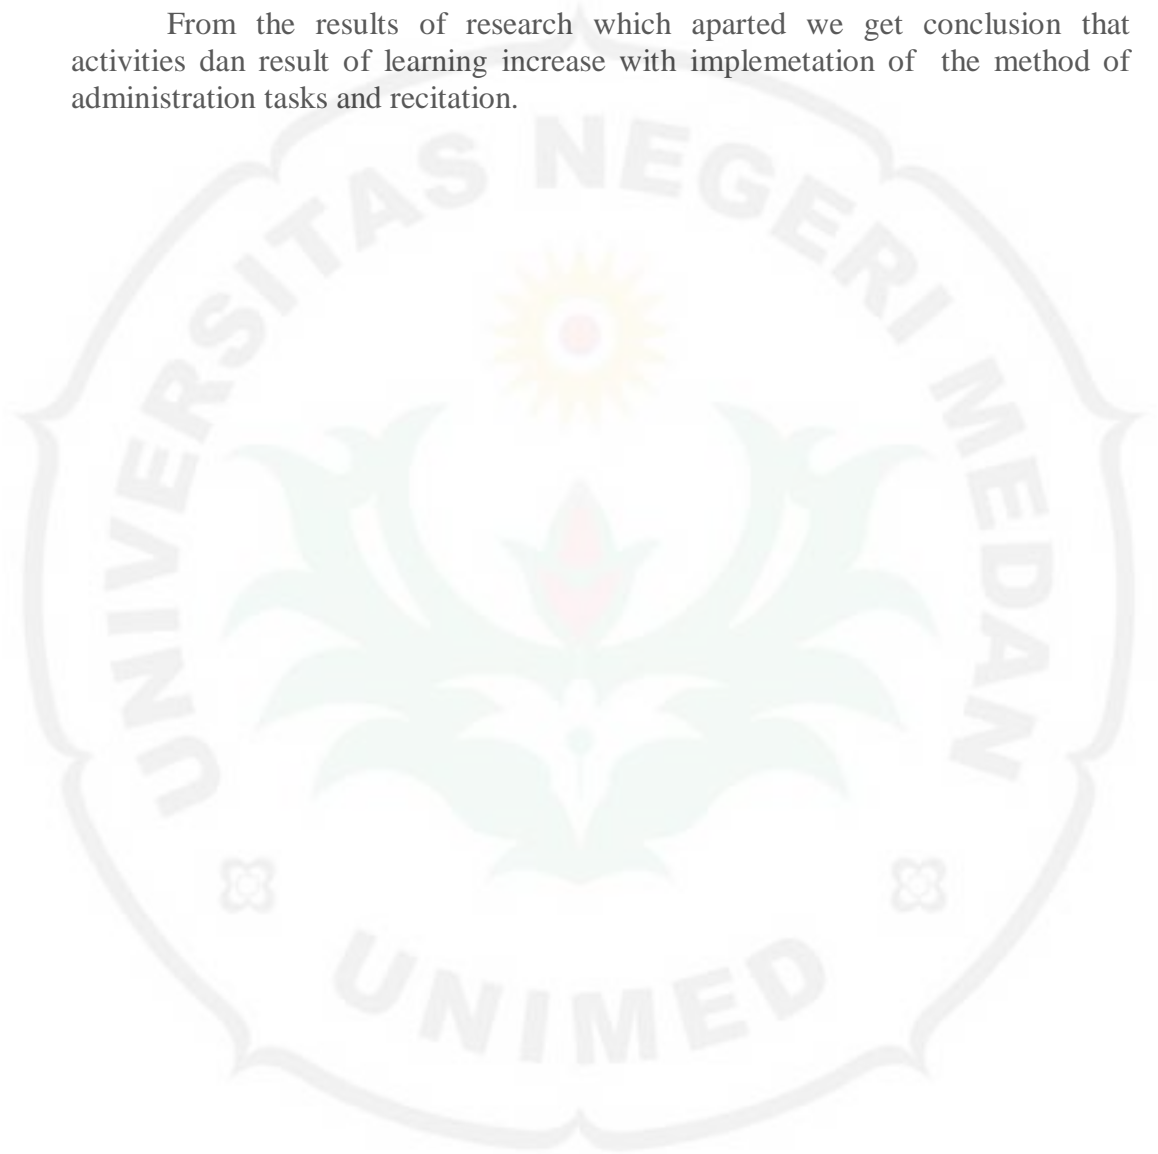 From the results of research which aparted we get conclusion that
activities dan result of learning increase with implemetation of the method of
administration tasks and recitation.
UNIVERSITAS NEGERI MEDAN
UNIMED